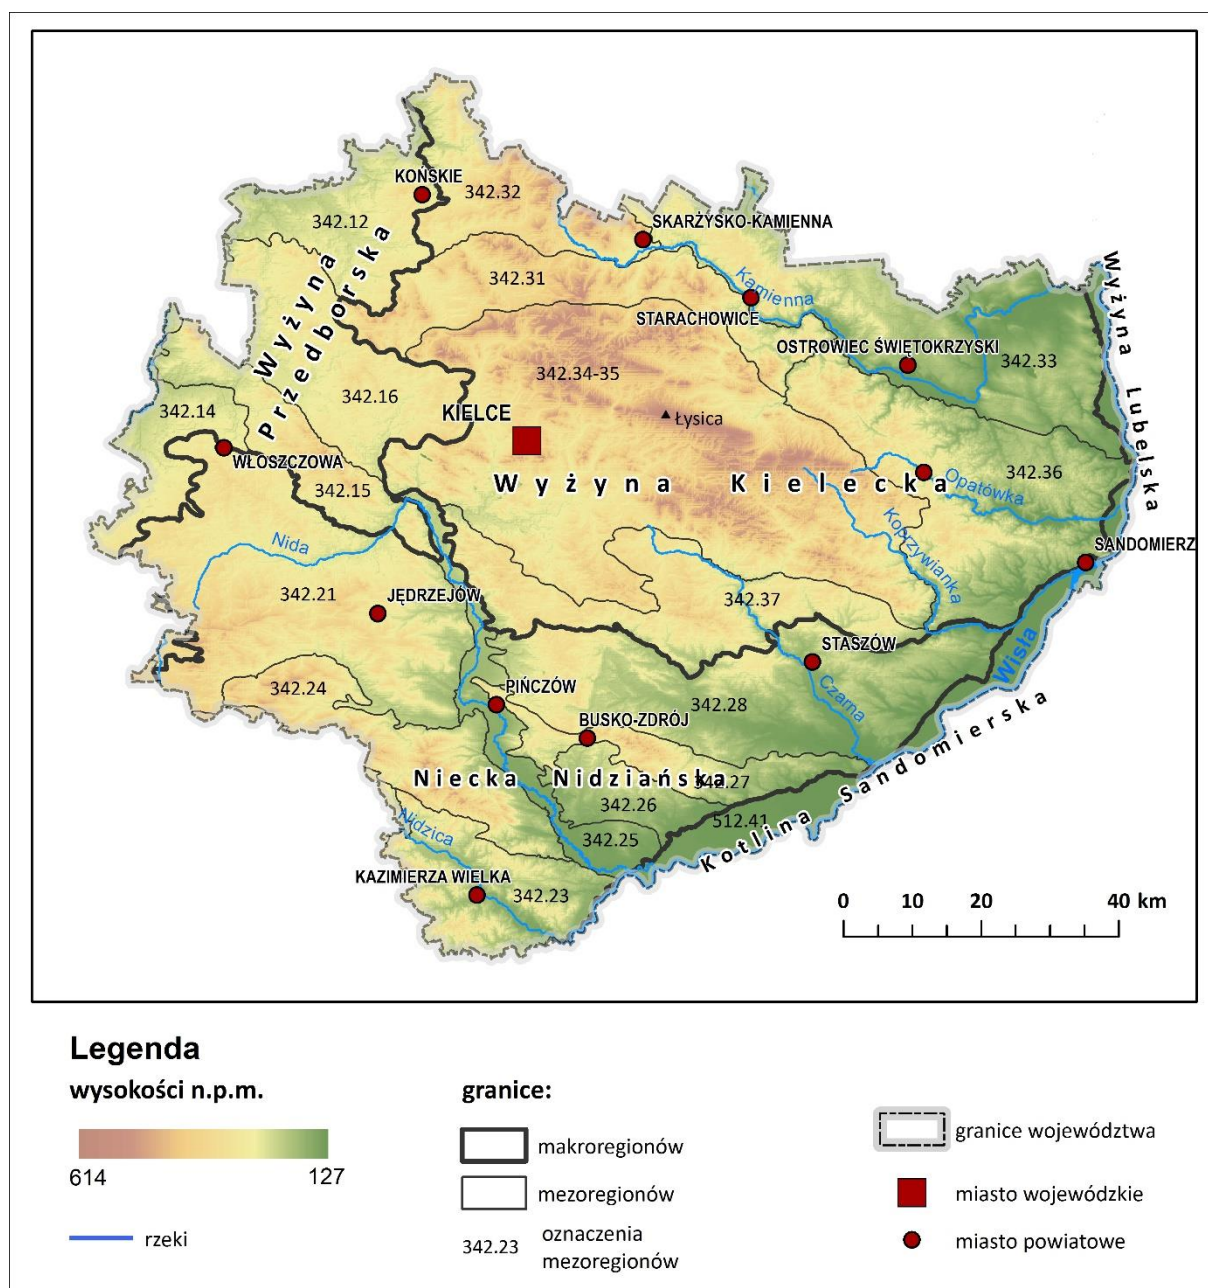 KOŃSKIE
342.32
342.12
SKARŻYSKO-KAMIENNA
Wyżyna
Przedborska
342.31
Kamienna
STARACHOWICE
OSTROWIEC ŚWIĘTOKRZYSKI
342.33
Wyżyna Lubelska
342.34-35
342.16
342.14
KIELCE
Łysica
WŁOSZCZOWA
342.15
Wyżyna Kielecka
342.36
Opatówka
Koprzywianka
Nida
SANDOMIERZ
342.21
JĘDRZEJÓW
342.37
STASZÓW
Wisła
342.24
PIŃCZÓW
342.28
Czarna
BUSKO-ZDRÓJ
Niecka Nidziańska
342.27
342.26
512.41
Kotlina Sandomierska
342.25
Nidzica
KAZIMIERZA WIELKA
342.23
0 10 20 40 km
Legenda
wysokości n.p.m.
614 127
rzeki
granice:
makroregionów
mezoregionów
342.23 oznaczenia
mezoregionów
granice województwa
miasto wojewódzkie
miasto powiatowe